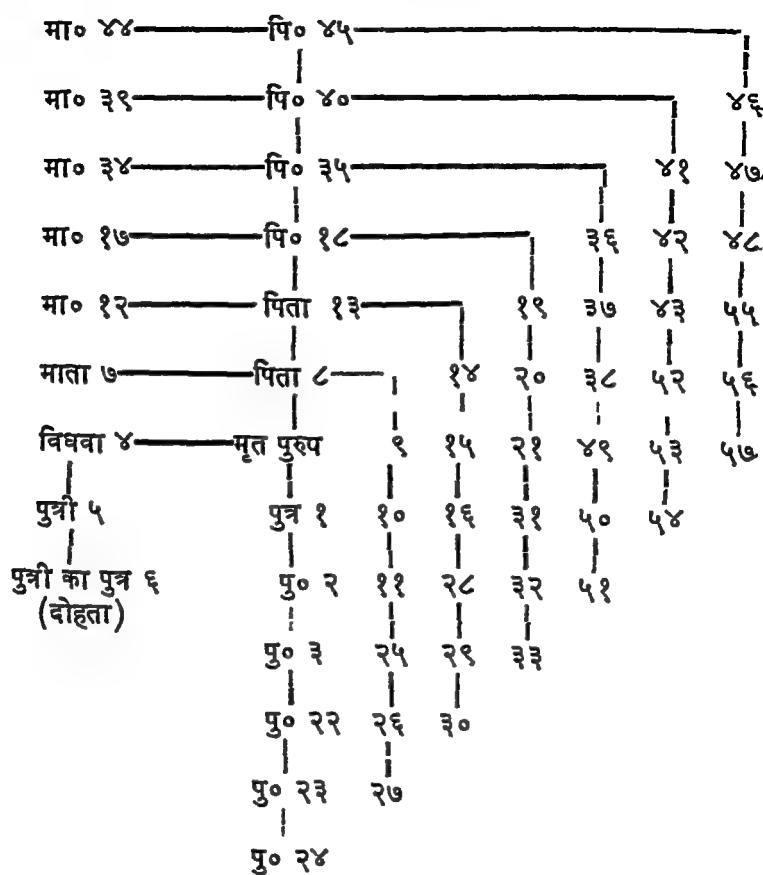 मा० ४४ पि० ४५
मा० ३९ पि० ४० ४६
मा० ३४ पि० ३५ ४१ ४७
मा० १७ पि० १८ ३६ ४२ ४८
मा० १२ पिता १३ १९ ३७ ४३ ५५
माता ७ पिता ८ १४ २० ३८ ५२ ५६
विधवा ४ मृत पुरुष ९ १५ २१ ४९ ५३ ५७
पुत्री ५ पुत्र १ १० १६ ३१ ५० ५४
पुत्री का पुत्र ६ पु० २ ११ २८ ३२ ५१
(दोहता)
पु० ३ २५ २९ ३३
पु० २२ २६ ३०
पु० २३ २७
पु० २४